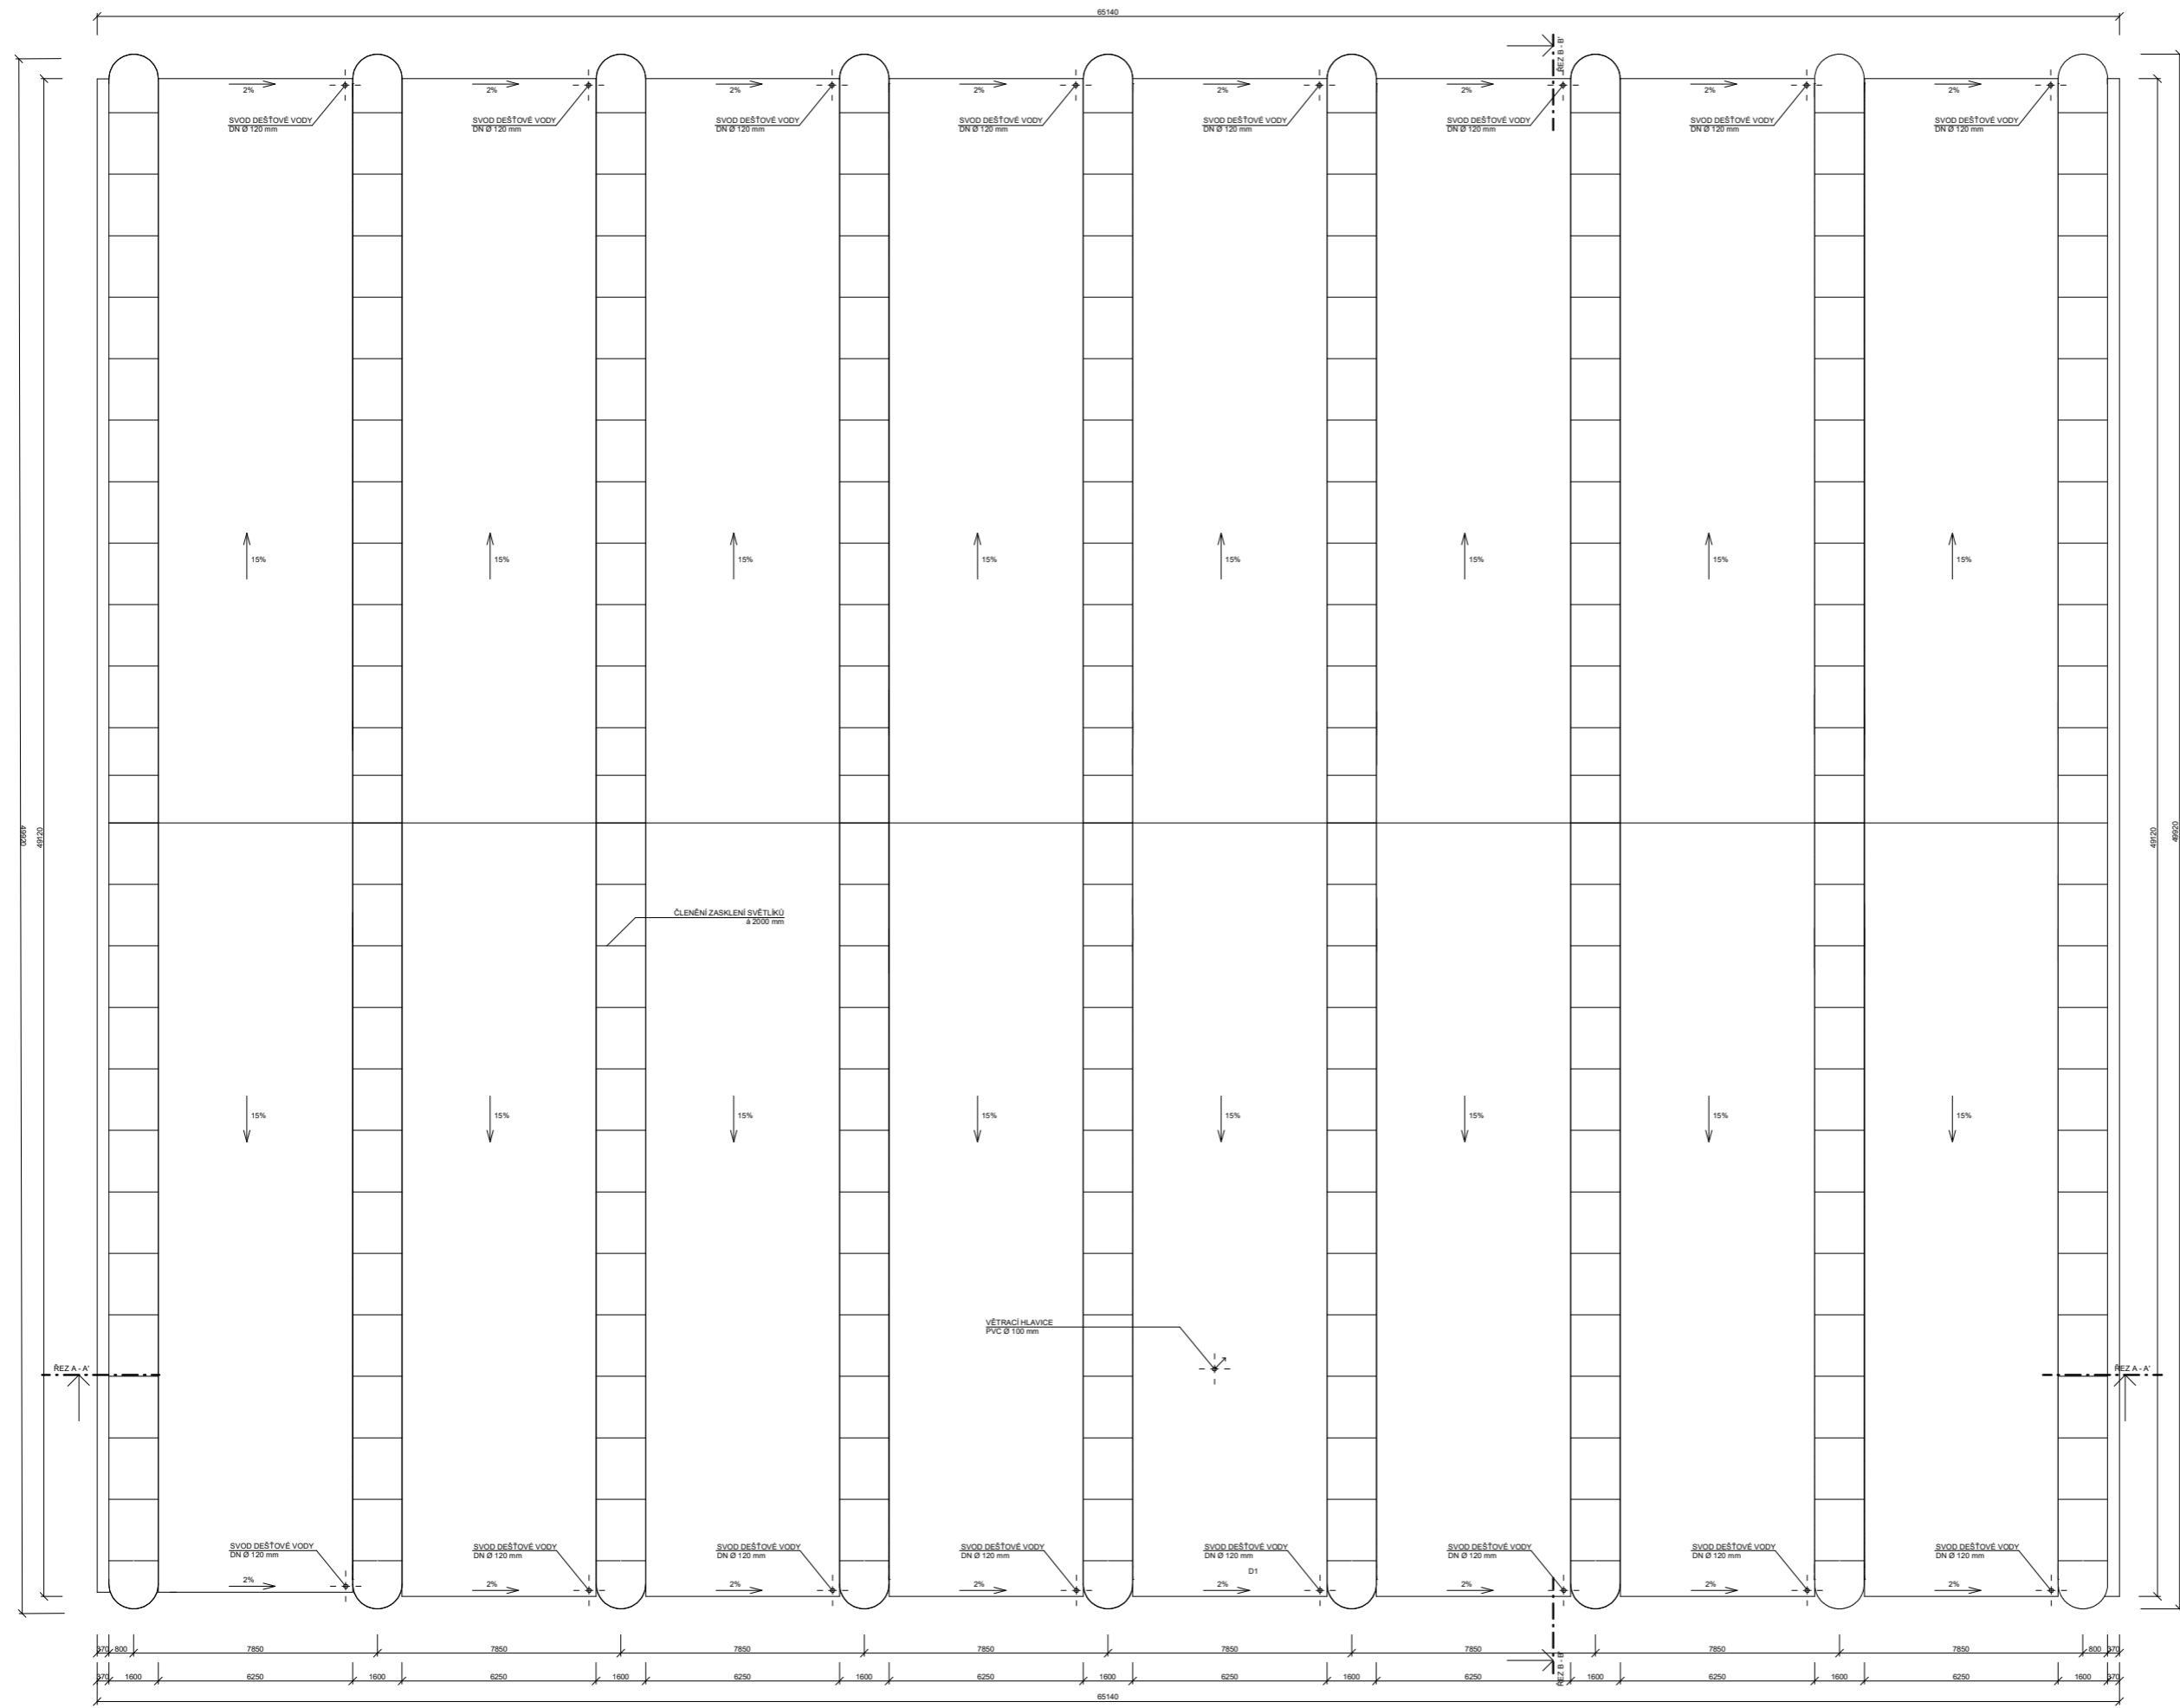 65140
ŘEZ B - B'
2%
2%
2%
2%
2%
2%
2%
2%
SVOD DEŠŤOVÉ VODY
DN Ø 120 mm
SVOD DEŠŤOVÉ VODY
DN Ø 120 mm
SVOD DEŠŤOVÉ VODY
DN Ø 120 mm
SVOD DEŠŤOVÉ VODY
DN Ø 120 mm
SVOD DEŠŤOVÉ VODY
DN Ø 120 mm
SVOD DEŠŤOVÉ VODY
DN Ø 120 mm
SVOD DEŠŤOVÉ VODY
DN Ø 120 mm
SVOD DEŠŤOVÉ VODY
DN Ø 120 mm
15%
15%
15%
15%
15%
15%
15%
15%
49920
49120
49120
49920
ČLENĚNÍ ZASKLENÍ SVĚTLÍKŮ
á 2000 mm
15%
15%
15%
15%
15%
15%
15%
15%
VĚTRACÍ HLAVICE
PVC Ø 100 mm
ŘEZ A - A'
ŘEZ A - A'
SVOD DEŠŤOVÉ VODY
DN Ø 120 mm
SVOD DEŠŤOVÉ VODY
DN Ø 120 mm
SVOD DEŠŤOVÉ VODY
DN Ø 120 mm
SVOD DEŠŤOVÉ VODY
DN Ø 120 mm
SVOD DEŠŤOVÉ VODY
DN Ø 120 mm
SVOD DEŠŤOVÉ VODY
DN Ø 120 mm
SVOD DEŠŤOVÉ VODY
DN Ø 120 mm
SVOD DEŠŤOVÉ VODY
DN Ø 120 mm
D1
2%
2%
2%
2%
2%
2%
2%
2%
370 800 7850 7850 7850 7850 7850 7850 7850 7850 800 370
ŘEZ B - B'
370 1600 6250 1600 6250 1600 6250 1600 6250 1600 6250 1600 6250 1600 6250 1600 6250 1600 370
65140